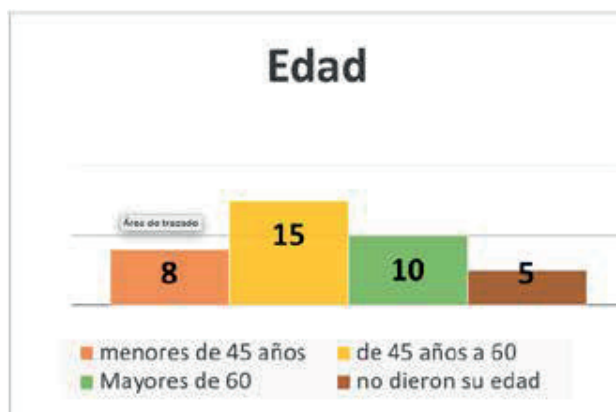 Edad
Área de trazado
8
15
10
5
menores de 45 años
de 45 años a 60
Mayores de 60
no dieron su edad